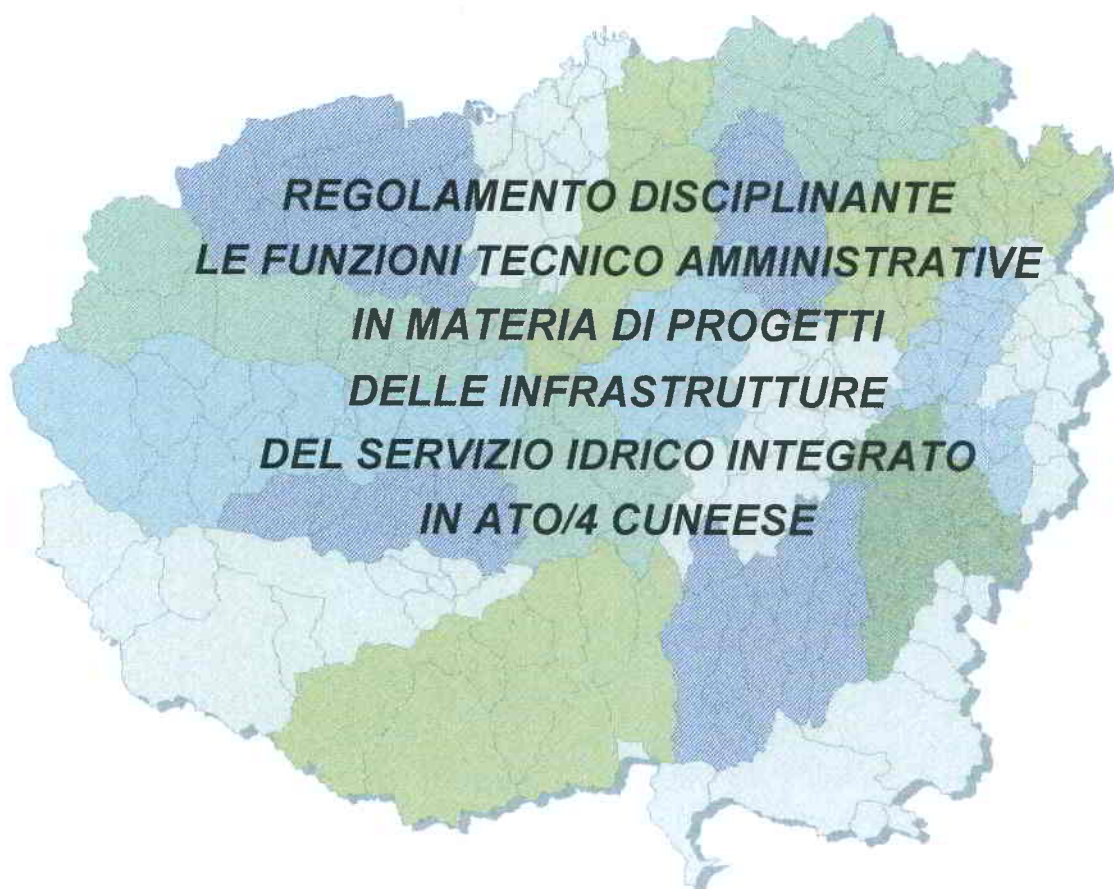 REGOLAMENTO DISCIPLINANTE
LE FUNZIONI TECNICO AMMINISTRATIVE
IN MATERIA DI PROGETTI
DELLE INFRASTRUTTURE
DEL SERVIZIO IDRICO INTEGRATO
IN ATO/4 CUNEESE